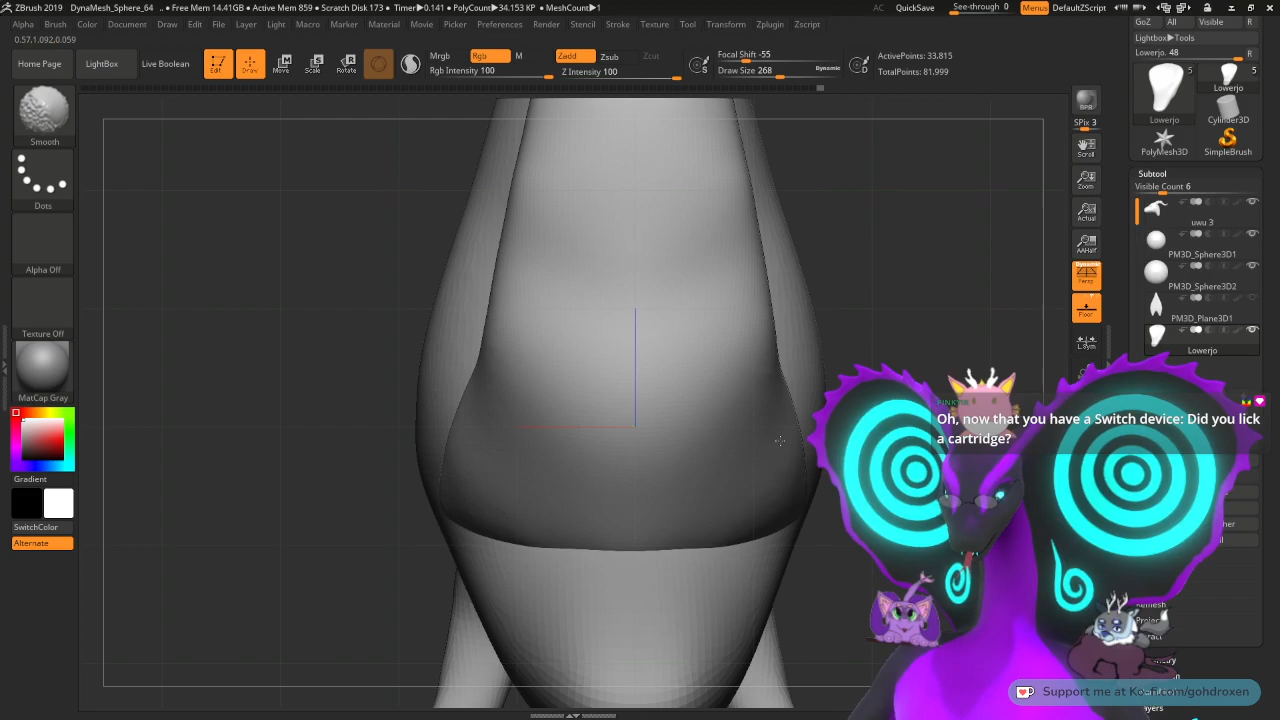 ZBrush 2019 DynaMesh_Sphere_64 .. • Free Mem 14.41GB • Active Mem 859 • Scratch Disk 173 • Timer▶0.141 • PolyCount▶34.153 KP • MeshCount▶1
AC QuickSave See-through 0 Menus DefaultZScript
Alpha Brush Color Document Draw Edit File Layer Light Macro Marker Material Movie Picker Preferences Render Stencil Stroke Texture Tool Transform Zplugin Zscript
GoZ All Visible R
0.57,1.092,0.059
Lightbox▶Tools
Lowerjo. 48 R
Home Page LightBox Live Boolean Edit Draw Move Scale Rotate
Mrgb Rgb M
Rgb Intensity 100
Zadd Zsub Zcut
Z Intensity 100
Focal Shift -55
Draw Size 268 Dynamic
ActivePoints: 33,815
TotalPoints: 81,999
5 5
Lowerjo
Lowerjo Cylinder3D
PolyMesh3D SimpleBrush
Smooth
Dots
Alpha Off
Texture Off
MatCap Gray
Gradient
SwitchColor
Alternate
BPR
SPix 3
Scroll
Zoom
Actual
AAHalf
Dynamic
Persp
Floor
L.Sym
Subtool
Visible Count 6
uwu 3
PM3D_Sphere3D1
PM3D_Sphere3D2
PM3D_Plane3D1
Lowerjo
Oh, now that you have a Switch device: Did you lick
a cartridge?
Support me at Ko-fi.com/gohdroxen